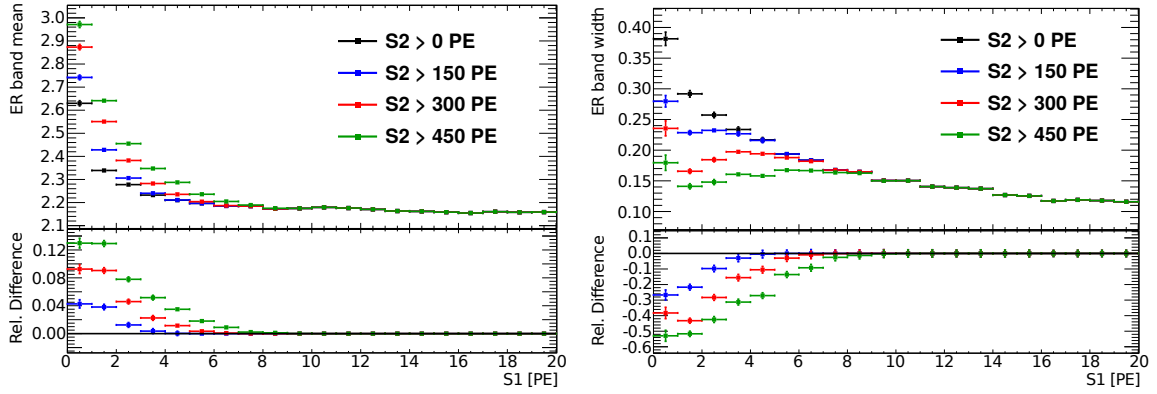 ER band mean
3.0
2.9
2.8
2.7
2.6
2.5
2.4
2.3
2.2
2.1
S2 > 0 PE
S2 > 150 PE
S2 > 300 PE
S2 > 450 PE
Rel. Difference
0.12
0.08
0.04
0.00
0 2 4 6 8 10 12 14 16 18 20
S1 [PE]
ER band width
0.40
0.35
0.30
0.25
0.20
0.15
0.10
S2 > 0 PE
S2 > 150 PE
S2 > 300 PE
S2 > 450 PE
Rel. Difference
0.1
0.0
-0.1
-0.2
-0.3
-0.4
-0.5
-0.6
0 2 4 6 8 10 12 14 16 18 20
S1 [PE]